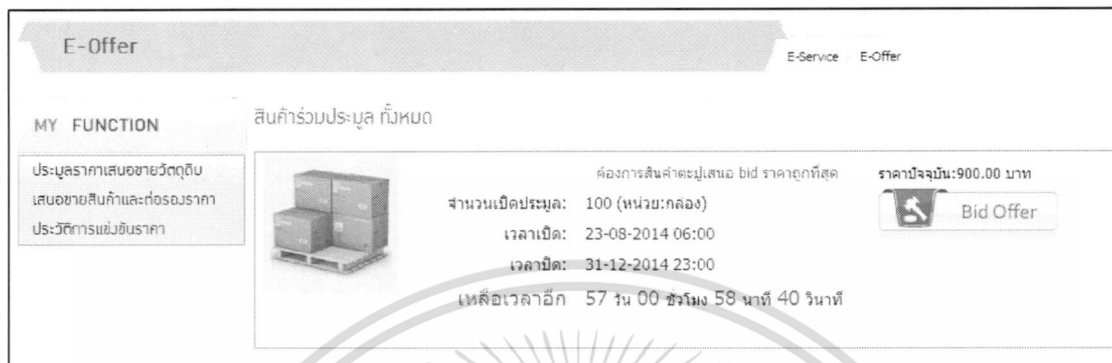 E-Offer
E-Service / E-Offer
MY FUNCTION
ประมูลราคาเสนอขายวัตถุดิบ
เสนอขายสินค้าและต่อรองราคา
ประวัติการแข่งขันราคา
สินค้าร่วมประมูล ทั้งหมด
ต้องการสินค้าตะปูเสนอ bid ราคาถูกที่สุด
จำนวนเปิดประมูล: 100 (หน่วย:กล่อง)
เวลาเปิด: 23-08-2014 06:00
เวลาปิด: 31-12-2014 23:00
เหลือเวลาอีก 57 วัน 00 ชั่วโมง 58 นาที 40 วินาที
ราคาปัจจุบัน:900.00 บาท
Bid Offer